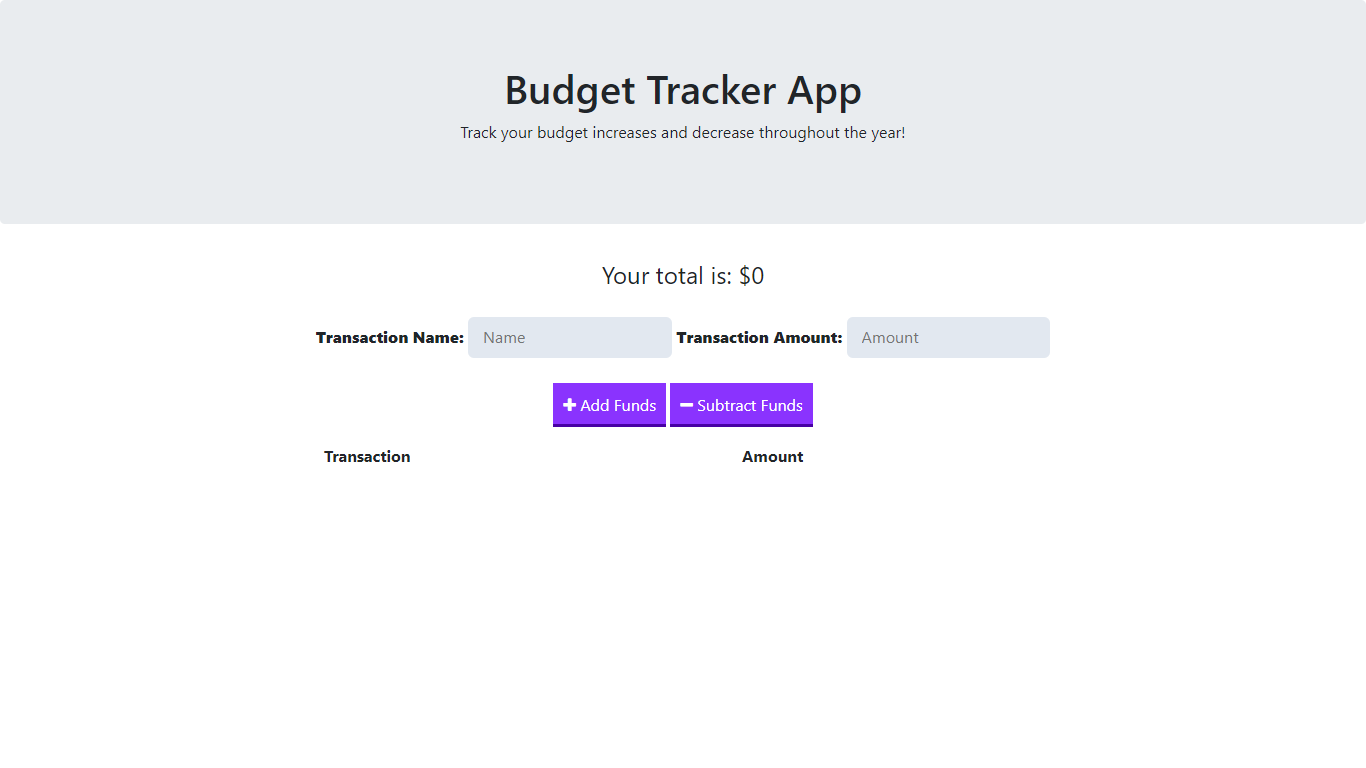 Budget Tracker App
Track your budget increases and decrease throughout the year!
Your total is: $0
Transaction Name: Name Transaction Amount: Amount
Add Funds Subtract Funds
Transaction Amount